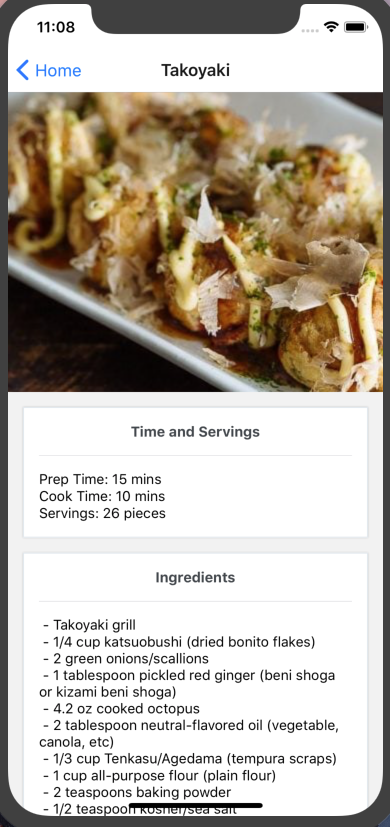 11:08
Home
Takoyaki
Time and Servings
Prep Time: 15 mins
Cook Time: 10 mins
Servings: 26 pieces
Ingredients
- Takoyaki grill
- 1/4 cup katsuobushi (dried bonito flakes)
- 2 green onions/scallions
- 1 tablespoon pickled red ginger (beni shoga
or kizami beni shoga)
- 4.2 oz cooked octopus
- 2 tablespoon neutral-flavored oil (vegetable,
canola, etc)
- 1/3 cup Tenkasu/Agedama (tempura scraps)
- 1 cup all-purpose flour (plain flour)
- 2 teaspoons baking powder
- 1/2 teaspoon kosher/sea salt